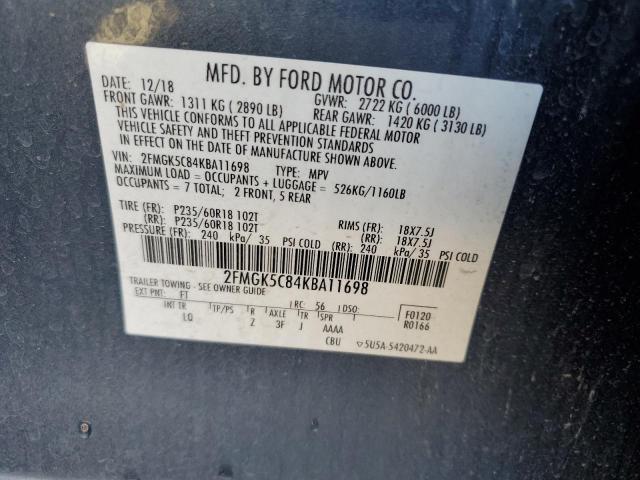 MFD. BY FORD MOTOR CO.
DATE: 12/18 GVWR: 2722 KG ( 6000 LB)
FRONT GAWR: 1311 KG ( 2890 LB) REAR GAWR: 1420 KG ( 3130 LB)
THIS VEHICLE CONFORMS TO ALL APPLICABLE FEDERAL MOTOR
VEHICLE SAFETY AND THEFT PREVENTION STANDARDS
IN EFFECT ON THE DATE OF MANUFACTURE SHOWN ABOVE.
VIN: 2FMGK5C84KBA11698 TYPE: MPV
MAXIMUM LOAD = OCCUPANTS + LUGGAGE = 526KG/1160LB
OCCUPANTS = 7 TOTAL; 2 FRONT, 5 REAR
TIRE (FR): P235/60R18 102T RIMS (FR): 18X7.5J
(RR): P235/60R18 102T (RR): 18X7.5J
PRESSURE (FR): 240 kPa/ 35 PSI COLD (RR): 240 kPa/ 35 PSI COLD
2FMGK5C84KBA11698
TRAILER TOWING - SEE OWNER GUIDE
EXT PNT: FT RC: 56 DSO: F0120
INT TR TP/PS R AXLE TR SPR R0166
LQ Z 3F J AAAA
CBU 5U5A-5420472-AA